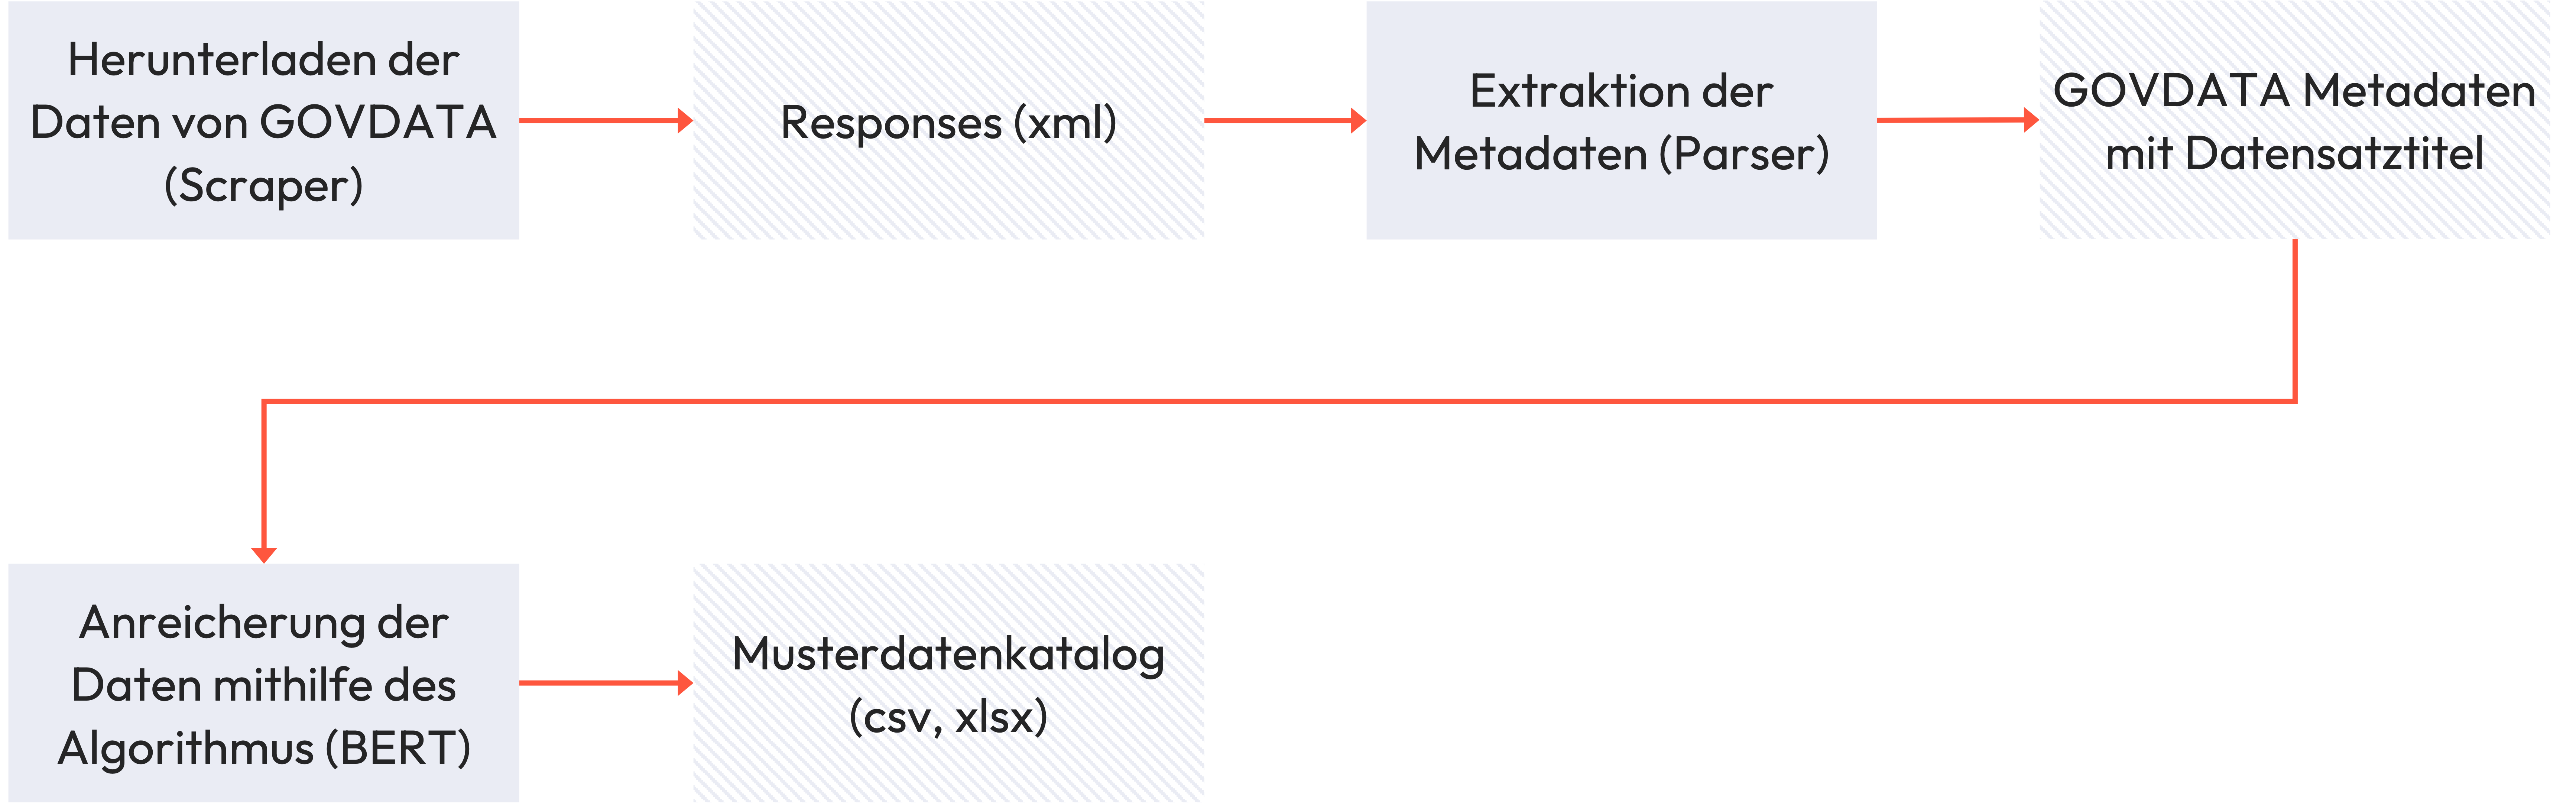 Herunterladen der
Daten von GOVDATA
(Scraper)
Responses (xml)
Extraktion der
Metadaten (Parser)
GOVDATA Metadaten
mit Datensatztitel
Anreicherung der
Daten mithilfe des
Algorithmus (BERT)
Musterdatenkatalog
(csv, xlsx)